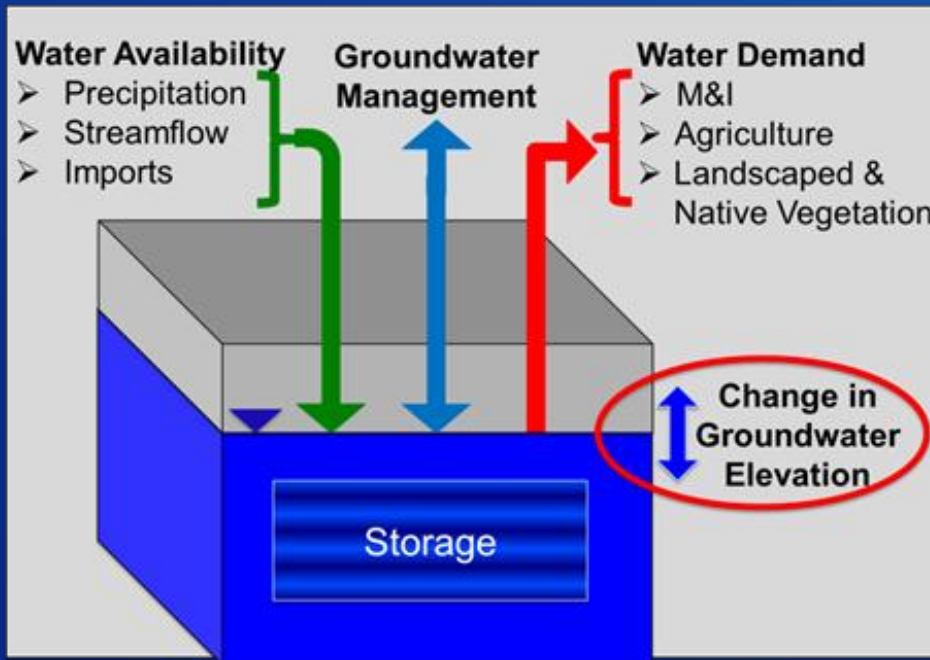 Water Availability
➢ Precipitation
➢ Streamflow
➢ Imports
Groundwater
Management
Water Demand
➢ M&I
➢ Agriculture
➢ Landscaped &
Native Vegetation
Change in
Groundwater
Elevation
Storage